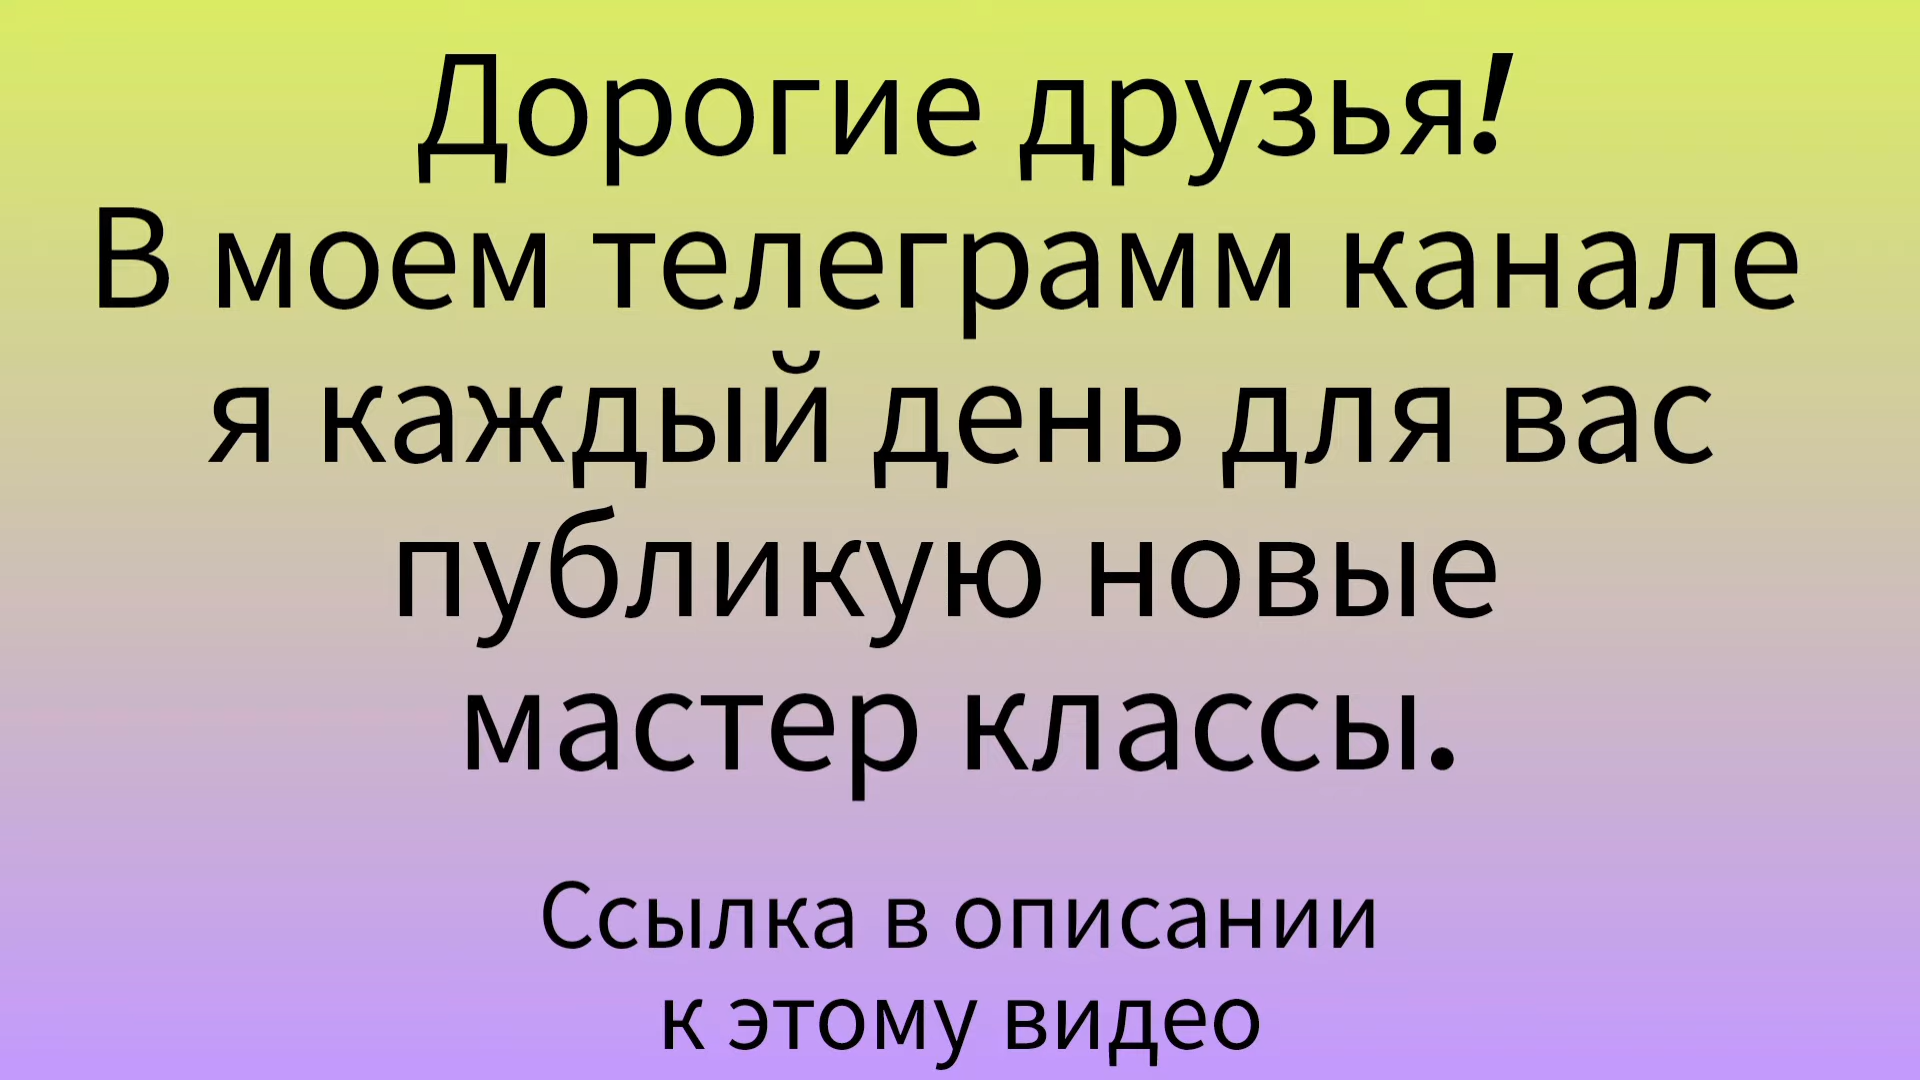 Дорогие друзья!
В моем телеграмм канале
я каждый день для вас
публикую новые
мастер классы.
Ссылка в описании
к этому видео